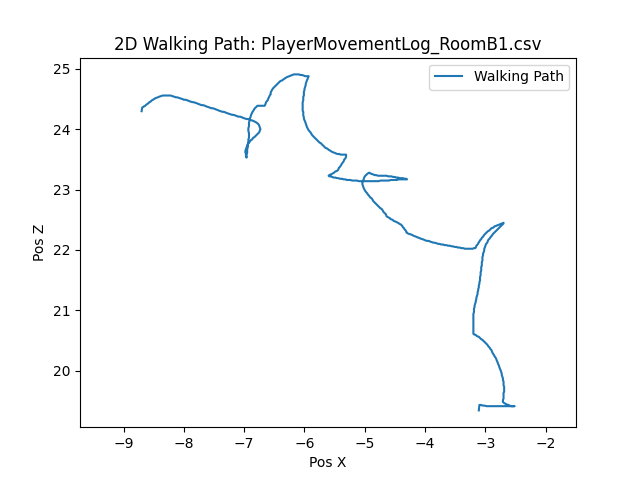 2D Walking Path: PlayerMovementLog_RoomB1.csv
Walking Path
25
24
23
22
21
20
Pos Z
−9 −8 −7 −6 −5 −4 −3 −2
Pos X